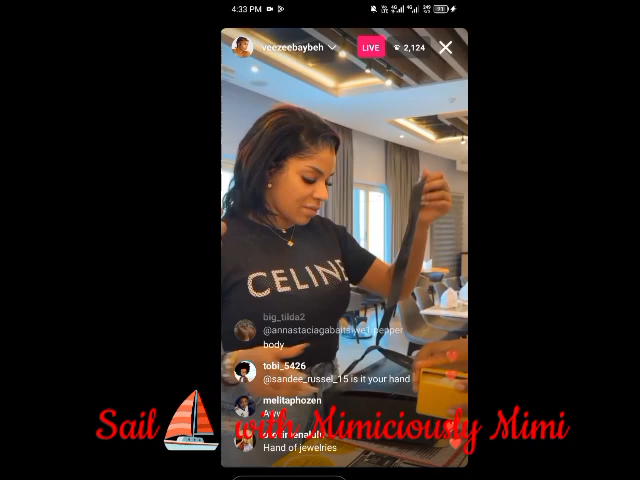 4:33 PM
91
veezeebaybeh
LIVE
2,124
CELINE
big_tilda2
body
tobi_5426
@sandee_russel_15 is it your hand
melitaphozen
Hand of jewelries
Sail with Mimiciously Mimi